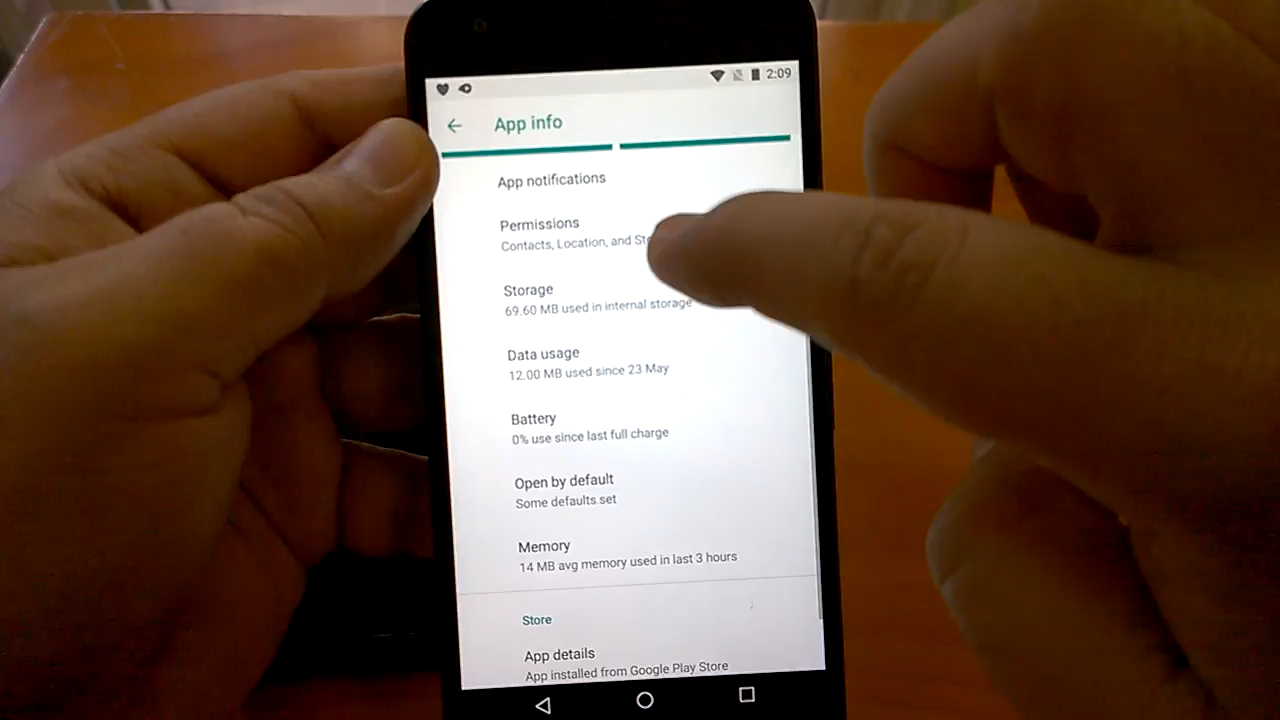 2:09
App info
App notifications
Permissions
Contacts, Location, and
Storage
69.60 MB used in internal storage
Data usage
12.00 MB used since 23 May
Battery
0% use since last full charge
Open by default
Some defaults set
Memory
14 MB avg memory used in last 3 hours
Store
App details
App installed from Google Play Store